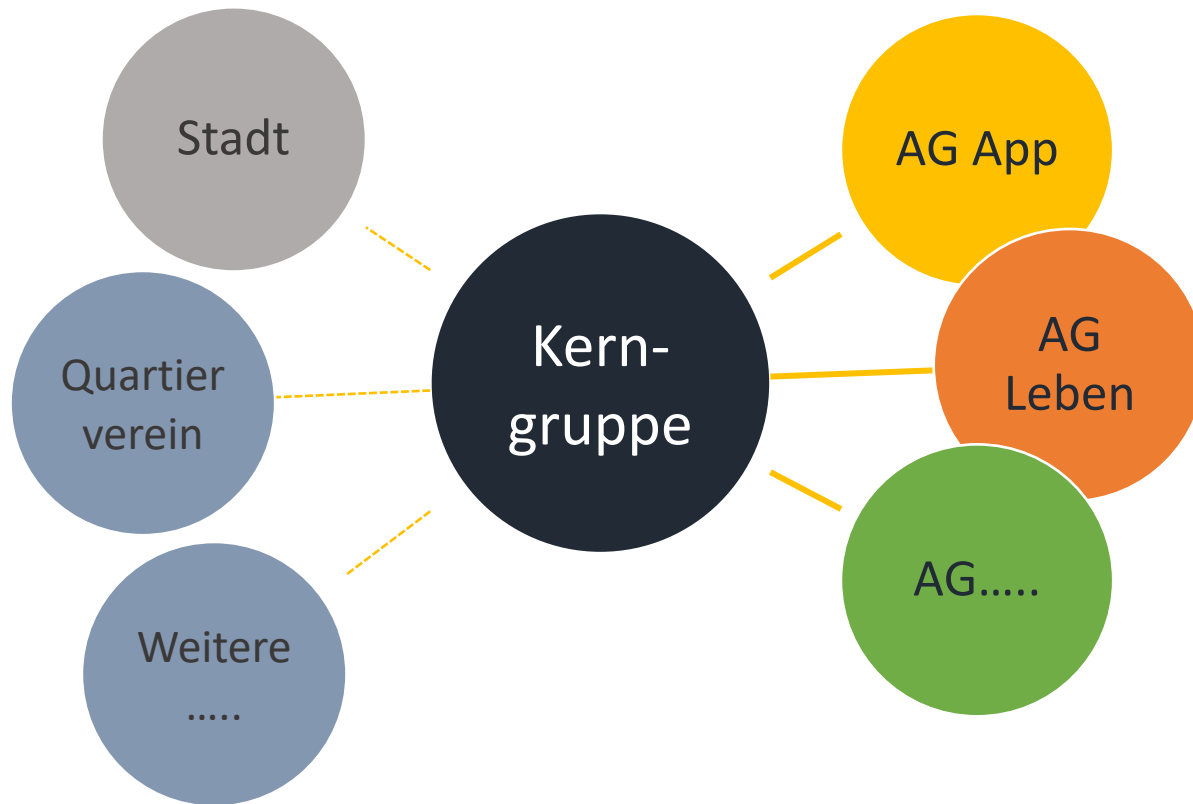 Stadt
Quartier
verein
Weitere
.....
Kern-
gruppe
AG App
AG
Leben
AG.....